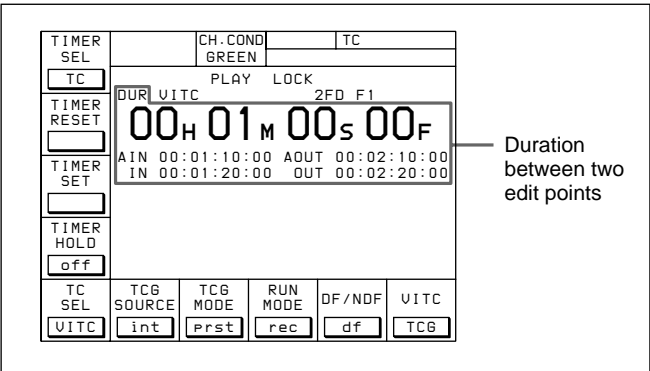 TIMER SEL
TC
CH.COND
GREEN
TC
PLAY LOCK
DUR VITC 2FD F1
00H 01M 00S 00F
AIN 00:01:10:00 AOUT 00:02:10:00
IN 00:01:20:00 OUT 00:02:20:00
Duration
between two
edit points
TIMER
RESET
TIMER
SET
TIMER
HOLD
off
TC
SEL
VITC
TCG
SOURCE
int
TCG
MODE
prst
RUN
MODE
rec
DF/NDF
df
VITC
TCG